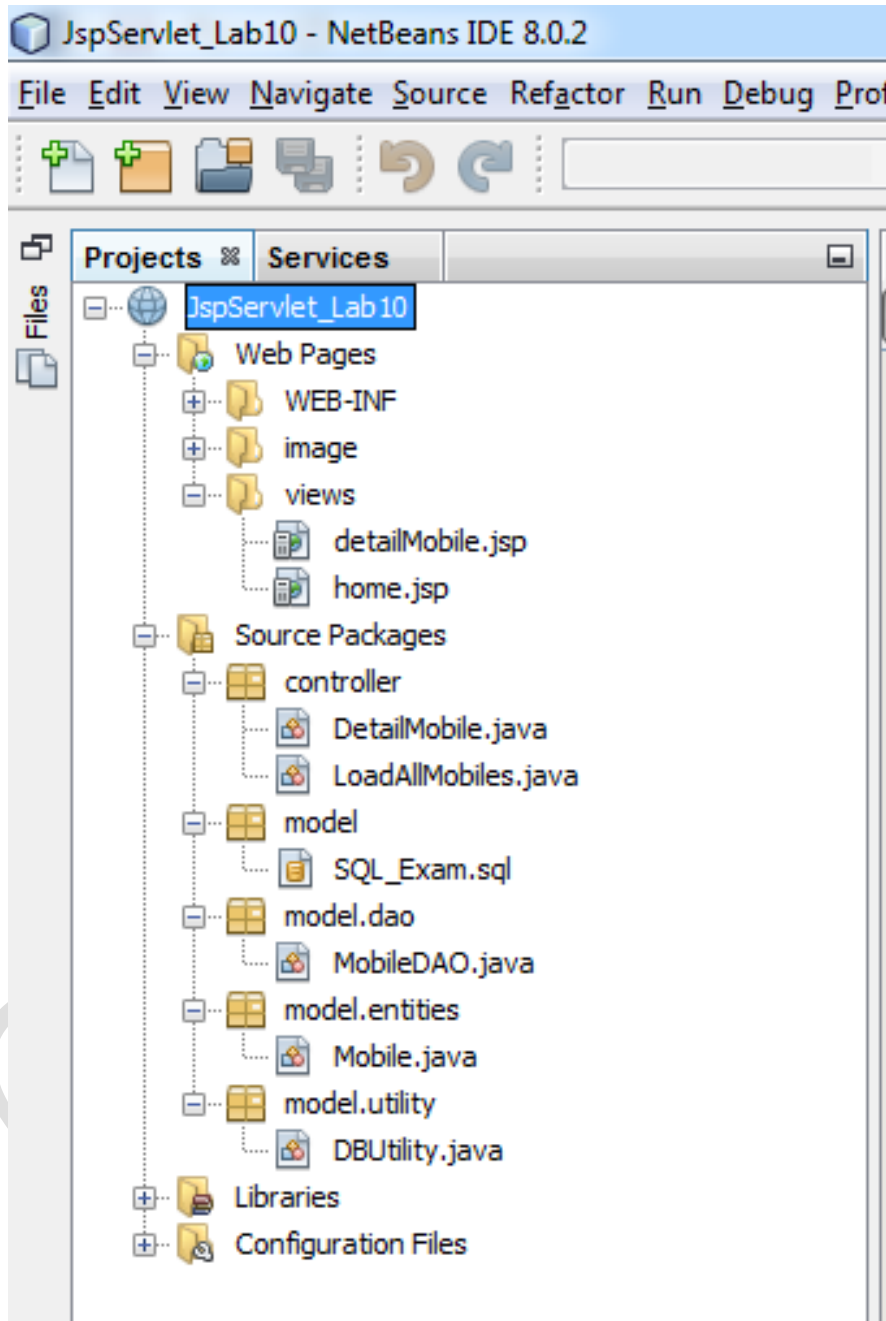 JspServlet_Lab10 - NetBeans IDE 8.0.2
File Edit View Navigate Source Refactor Run Debug
Projects Services
Files
JspServlet_Lab10
Web Pages
WEB-INF
image
views
detailMobile.jsp
home.jsp
Source Packages
controller
DetailMobile.java
LoadAllMobiles.java
model
SQL_Exam.sql
model.dao
MobileDAO.java
model.entities
Mobile.java
model.utility
DBUtility.java
Libraries
Configuration Files